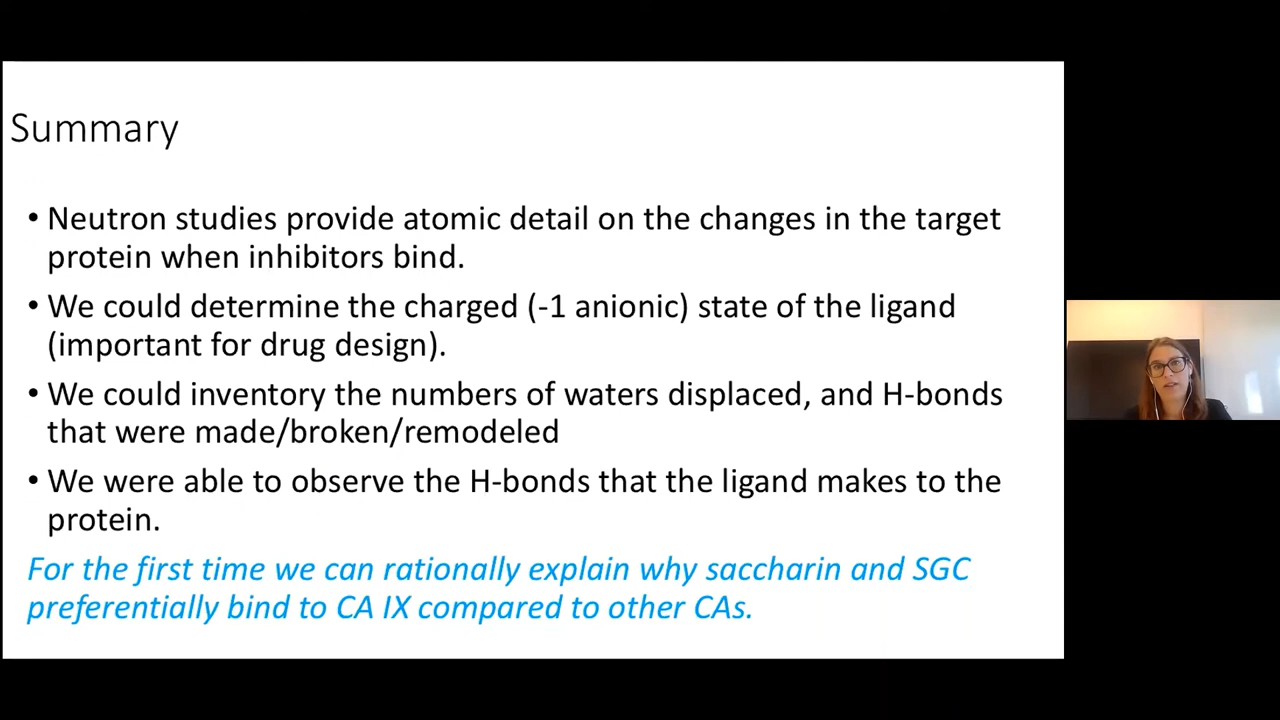 Summary
• Neutron studies provide atomic detail on the changes in the target
protein when inhibitors bind.
• We could determine the charged (-1 anionic) state of the ligand
(important for drug design).
• We could inventory the numbers of waters displaced, and H-bonds
that were made/broken/remodeled
• We were able to observe the H-bonds that the ligand makes to the
protein.
For the first time we can rationally explain why saccharin and SGC
preferentially bind to CA IX compared to other CAs.